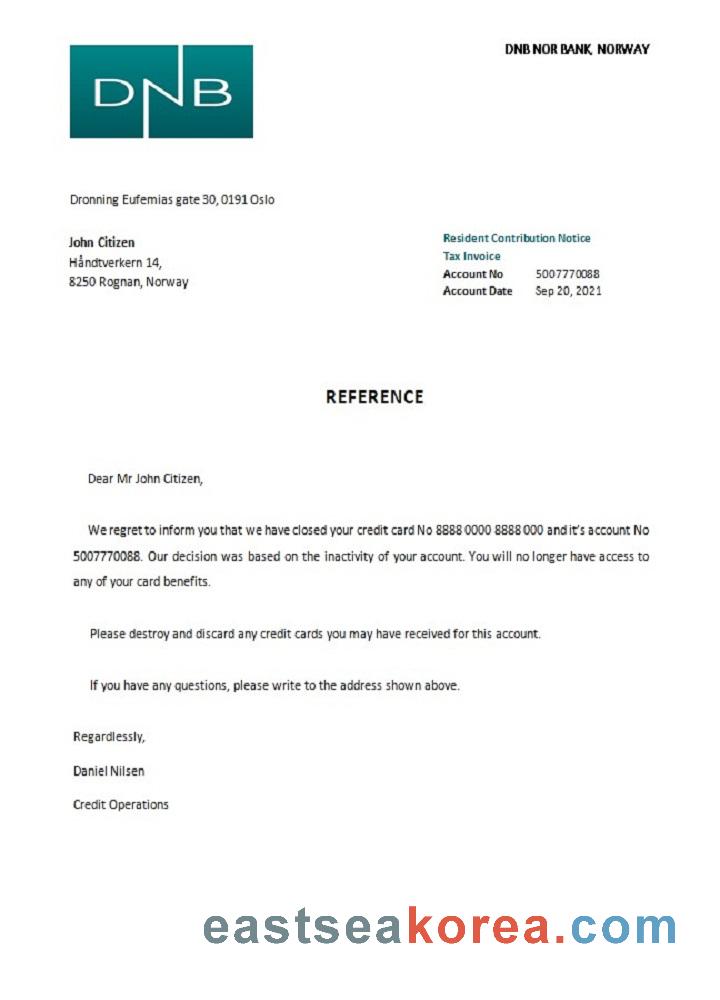 DNB
DNB NOR BANK, NORWAY
Dronning Eufemias gate 30, 0191 Oslo
John Citizen
Håndtverkern 14,
8250 Rognan, Norway
Resident Contribution Notice
Tax Invoice
Account No 5007770088
Account Date Sep 20, 2021
REFERENCE
Dear Mr John Citizen,
We regret to inform you that we have closed your credit card No 8888 0000 8888 000 and it's account No
5007770088. Our decision was based on the inactivity of your account. You will no longer have access to
any of your card benefits.
Please destroy and discard any credit cards you may have received for this account.
If you have any questions, please write to the address shown above.
Regardlessly,
Daniel Nilsen
Credit Operations
eastseakorea.com